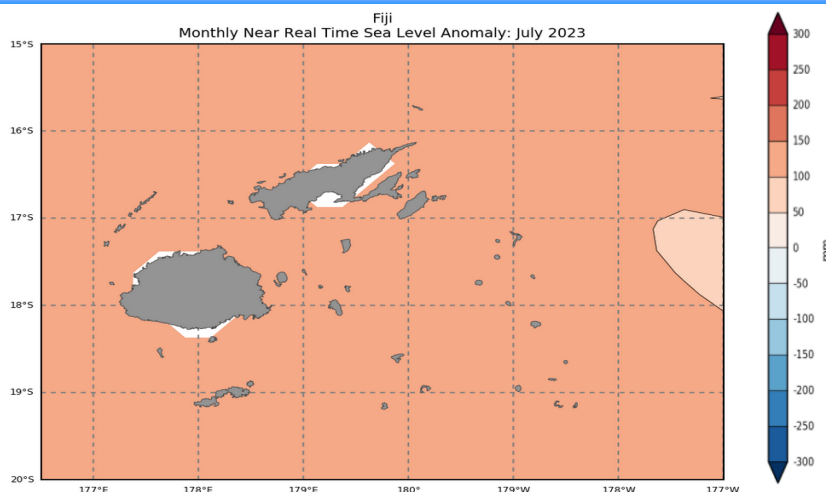 Fiji
Monthly Near Real Time Sea Level Anomaly: July 2023
15°S
16°S
17°S
18°S
19°S
20°S
177°E
178°E
179°E
180°
179°W
178°W
177°W
300
250
200
150
100
50
0
-50
-100
-150
-200
-250
-300
mm